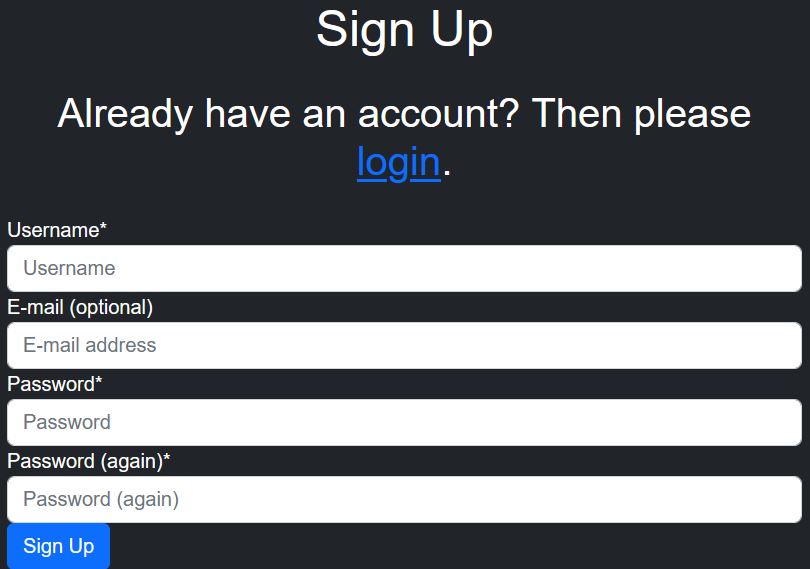 Sign Up
Already have an account? Then please
login.
Username*
Username
E-mail (optional)
E-mail address
Password*
Password
Password (again)*
Password (again)
Sign Up